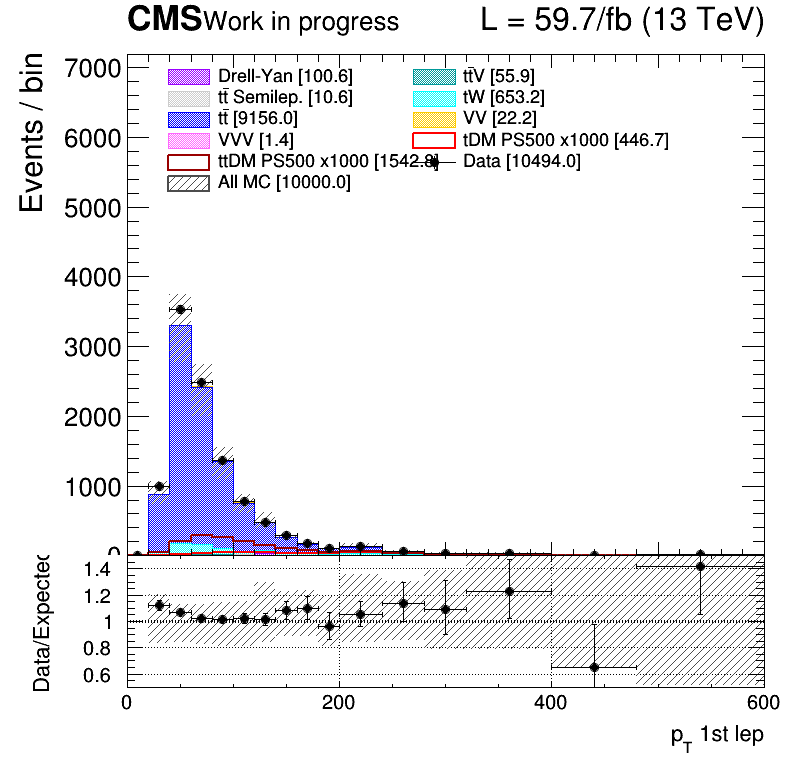 CMS Work in progress L = 59.7/fb (13 TeV)
Events / bin
7000
6000
5000
4000
3000
2000
1000
0
Drell-Yan [100.6] tt̄V [55.9]
tt̄ Semilep. [10.6] tW [653.2]
tt̄ [9156.0] VV [22.2]
VVV [1.4] tDM PS500 x1000 [446.7]
ttDM PS500 x1000 [1542.8] Data [10494.0]
All MC [10000.0]
Data/Expected
1.4
1.2
1
0.8
0.6
0 200 400 600
pT 1st lep